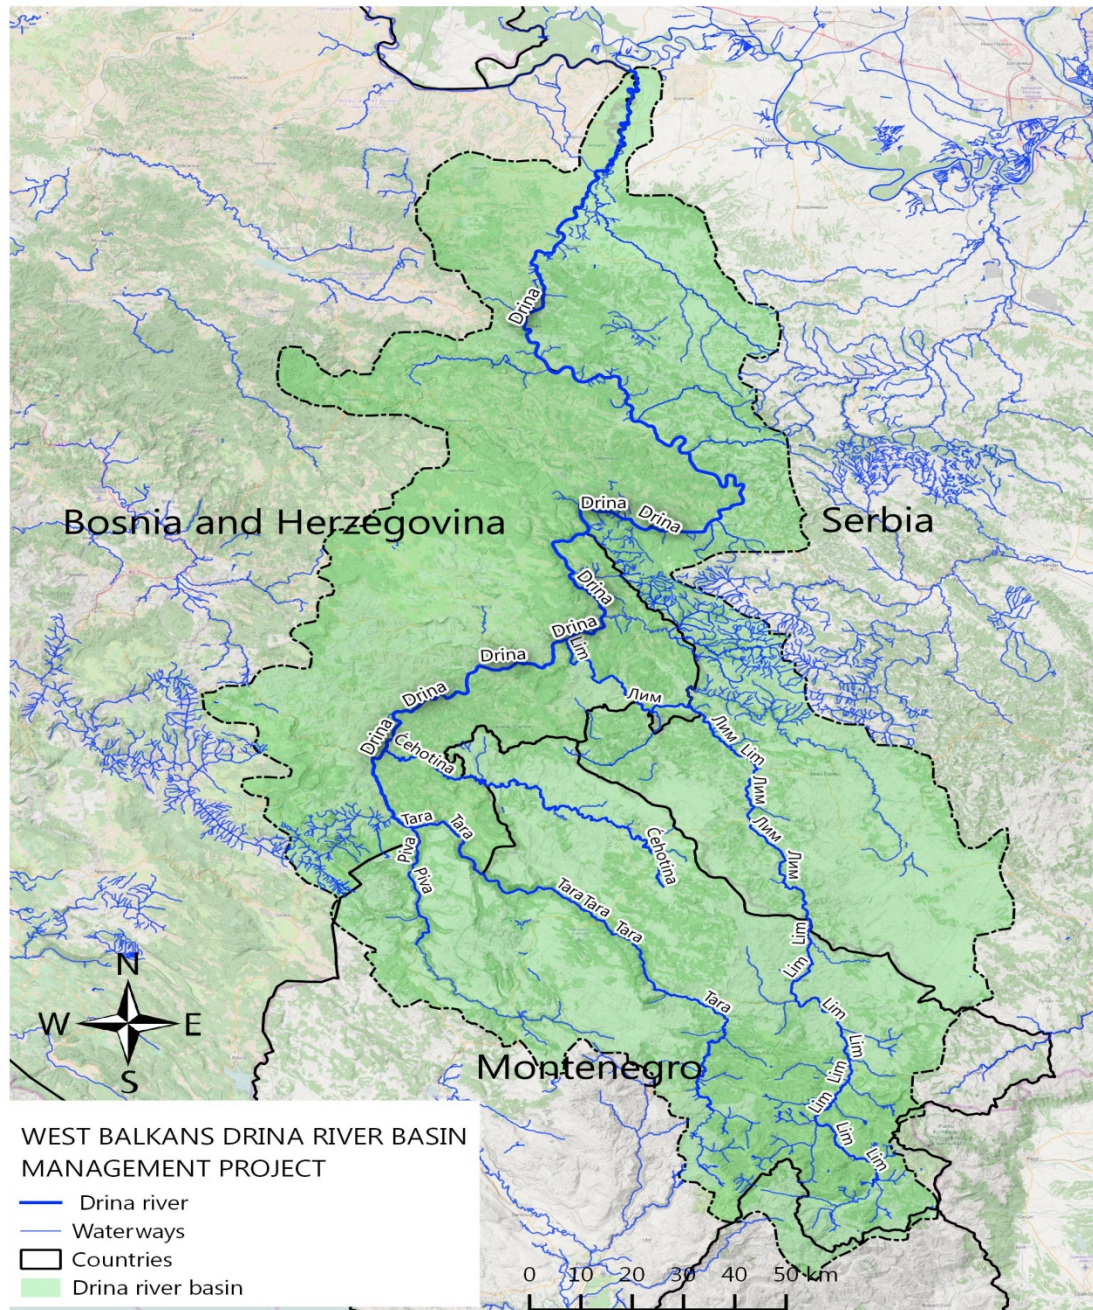 Drina
Drina
Drina
Bosnia and Herzegovina
Serbia
Drina
Drina
Lim
Drina
Drina
Лим
Drina
Ćehotina
Лим
Lim
Лим
Tara
Tara
Лим
Piva
Piva
Ćehotina
Лим
Tara
Tara
Tara
Lim
Lim
Tara
Lim
Lim
Lim
Lim
Lim
Lim
Montenegro
N
W
E
S
WEST BALKANS DRINA RIVER BASIN
MANAGEMENT PROJECT
Drina river
Waterways
Countries
Drina river basin
0 10 20 30 40 50 km